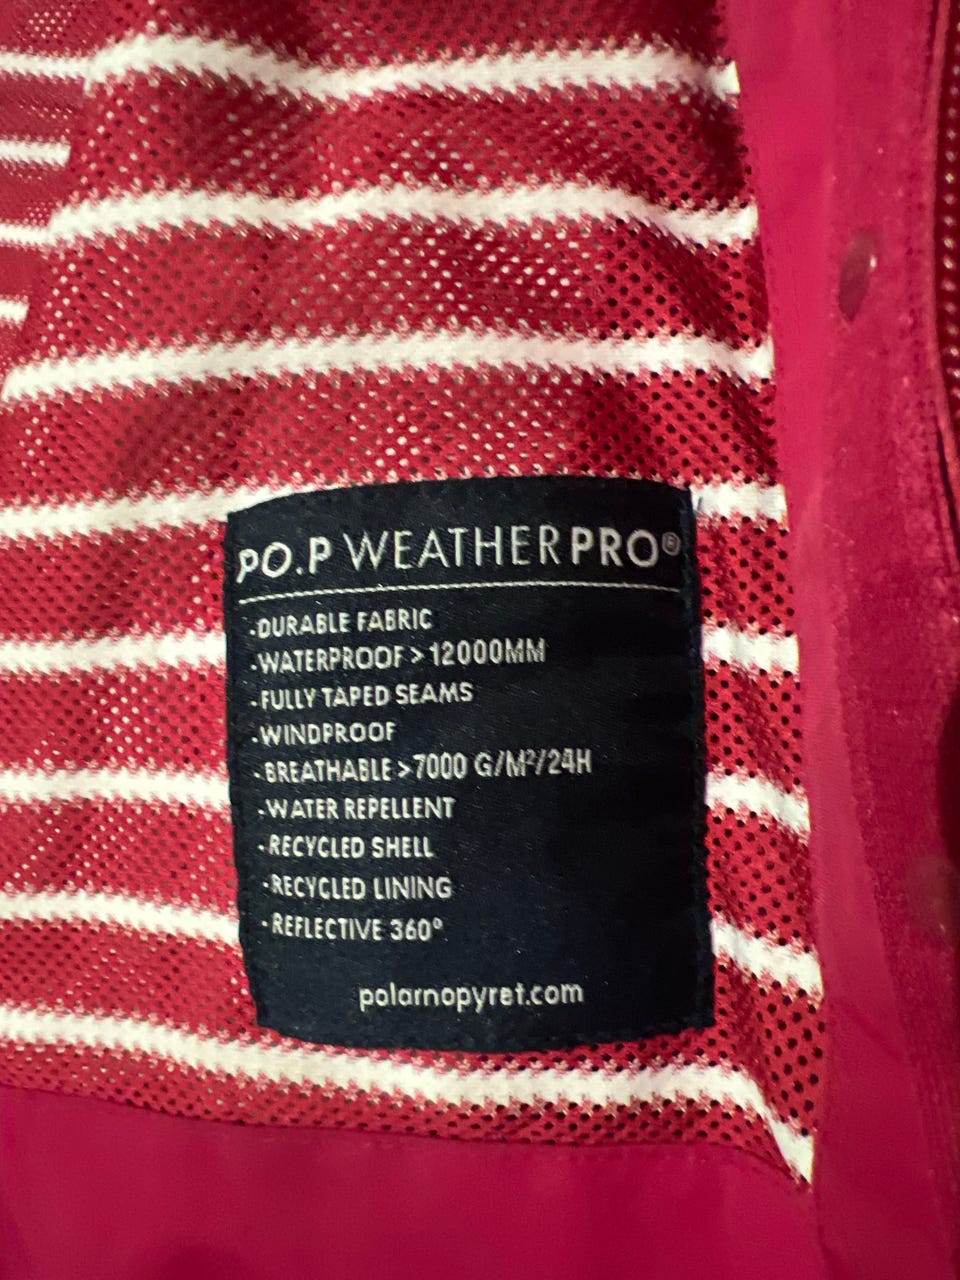 PO.P WEATHERPRO®
-DURABLE FABRIC
-WATERPROOF > 12000MM
-FULLY TAPED SEAMS
-WINDPROOF
-BREATHABLE >7000 G/M²/24H
-WATER REPELLENT
-RECYCLED SHELL
-RECYCLED LINING
-REFLECTIVE 360°
polarnopyret.com